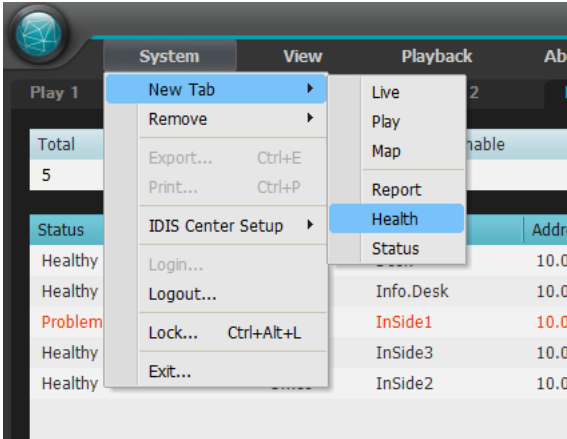 System View Playback Ab
Play 1 2
New Tab
Remove
Export... Ctrl+E
Print... Ctrl+P
IDIS Center Setup
Login...
Logout...
Lock... Ctrl+Alt+L
Exit...
Live
Play
Map
Report
Health
Status
Total nable
5
Status Addr
Healthy 10.0
Healthy Info.Desk 10.0
Problem InSide1 10.0
Healthy InSide3 10.0
Healthy InSide2 10.0